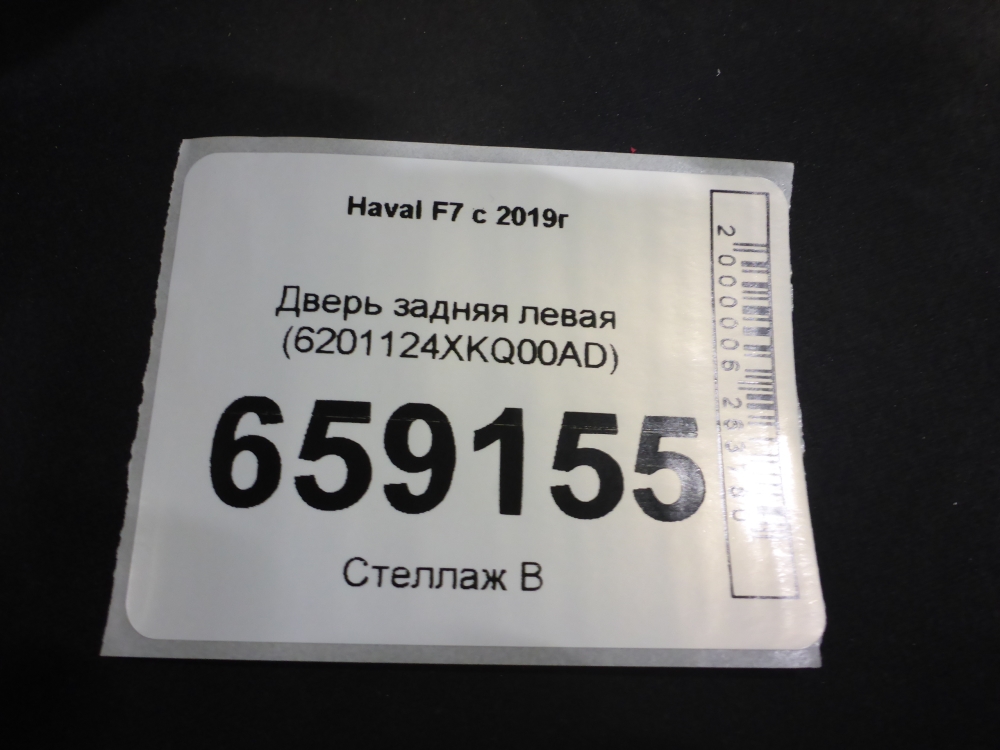 Haval F7 с 2019г
Дверь задняя левая
(6201124XKQ00AD)
659155
Стеллаж В